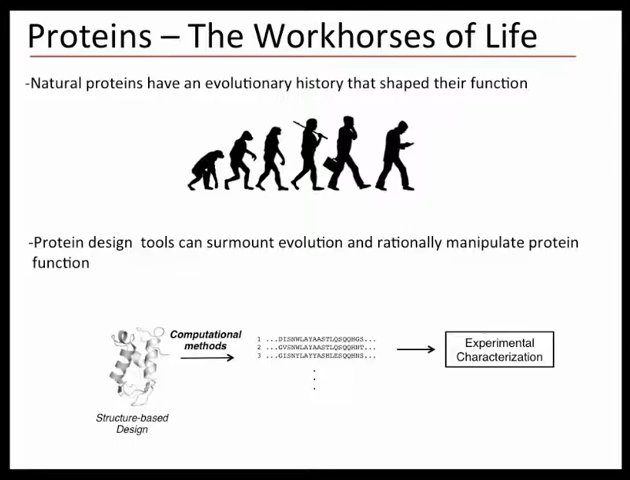 Proteins – The Workhorses of Life
-Natural proteins have an evolutionary history that shaped their function
-Protein design tools can surmount evolution and rationally manipulate protein
function
Computational
methods
1 ...DISNWLAYAASTLQSQQHGS...
2 ...GVSNWLAYAASTLQSQQHNT...
3 ...GISNYLAYYASHLESQQHNS...
Experimental
Characterization
Structure-based
Design